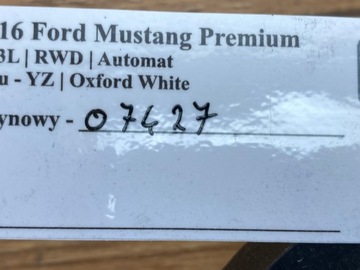 16 Ford Mustang Premium
3L | RWD | Automat
u - YZ | Oxford White
ynowy - 07427